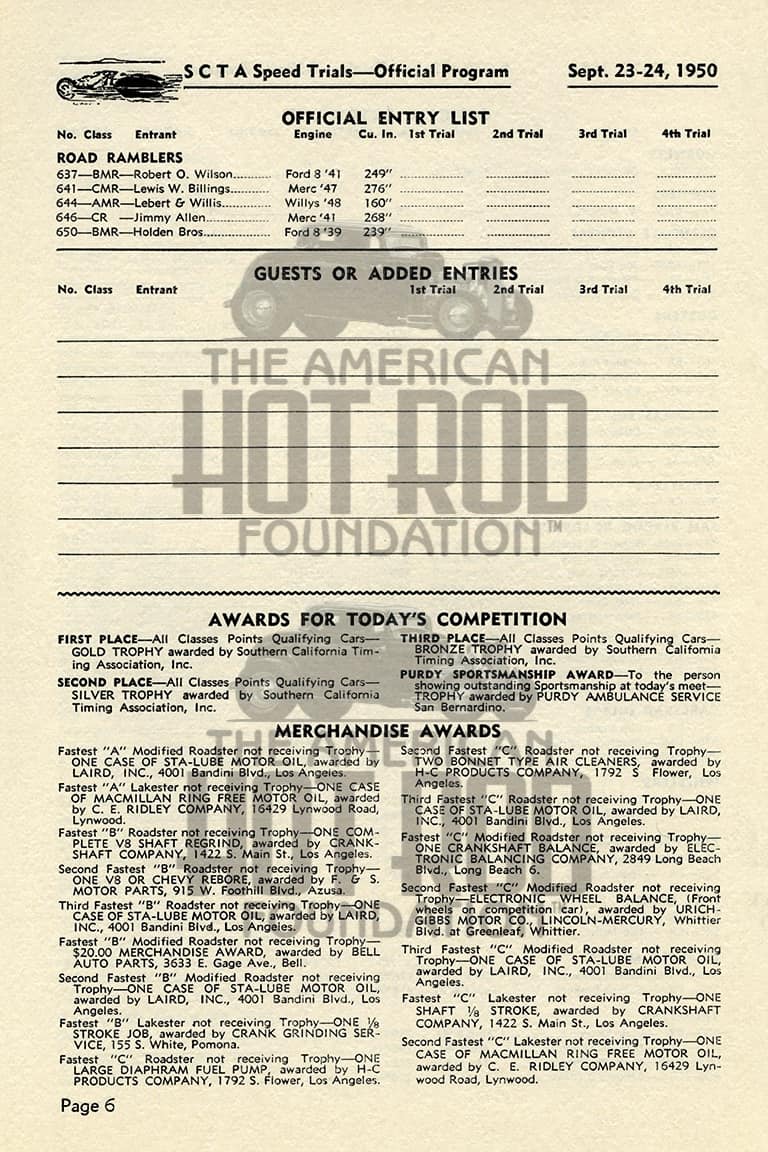 S C T A Speed Trials—Official Program Sept. 23-24, 1950
OFFICIAL ENTRY LIST
No. Class Entrant Engine Cu. In. 1st Trial 2nd Trial 3rd Trial 4th Trial
ROAD RAMBLERS
637—BMR—Robert O. Wilson........... Ford 8 '41 249"
641—CMR—Lewis W. Billings........... Merc '47 276"
644—AMR—Lebert & Willis............. Willys '48 160"
646—CR —Jimmy Allen.................. Merc '41 268"
650—BMR—Holden Bros.................. Ford 8 '39 239"
GUESTS OR ADDED ENTRIES
No. Class Entrant 1st Trial 2nd Trial 3rd Trial 4th Trial
THE AMERICAN
HOT ROD
FOUNDATION™
AWARDS FOR TODAY'S COMPETITION
FIRST PLACE—All Classes Points Qualifying Cars—
GOLD TROPHY awarded by Southern California Tim-
ing Association, Inc.
SECOND PLACE—All Classes Points Qualifying Cars—
SILVER TROPHY awarded by Southern California
Timing Association, Inc.
THIRD PLACE—All Classes Points Qualifying Cars—
BRONZE TROPHY awarded by Southern California
Timing Association, Inc.
PURDY SPORTSMANSHIP AWARD—To the person
showing outstanding Sportsmanship at today's meet—
TROPHY awarded by PURDY AMBULANCE SERVICE
San Bernardino.
MERCHANDISE AWARDS
Fastest "A" Modified Roadster not receiving Trophy—
ONE CASE OF STA-LUBE MOTOR OIL, awarded by
LAIRD, INC., 4001 Bandini Blvd., Los Angeles.
Fastest "A" Lakester not receiving Trophy—ONE CASE
OF MACMILLAN RING FREE MOTOR OIL, awarded
by C. E. RIDLEY COMPANY, 16429 Lynwood Road,
Lynwood.
Fastest "B" Roadster not receiving Trophy—ONE COM-
PLETE V8 SHAFT REGRIND, awarded by CRANK-
SHAFT COMPANY, 1422 S. Main St., Los Angeles.
Second Fastest "B" Roadster not receiving Trophy—
ONE V8 OR CHEVY REBORE, awarded by F. & S.
MOTOR PARTS, 915 W. Foothill Blvd., Azusa.
Third Fastest "B" Roadster not receiving Trophy—ONE
CASE OF STA-LUBE MOTOR OIL, awarded by LAIRD,
INC., 4001 Bandini Blvd., Los Angeles.
Fastest "B" Modified Roadster not receiving Trophy—
$20.00 MERCHANDISE AWARD, awarded by BELL
AUTO PARTS, 3633 E. Gage Ave., Bell.
Second Fastest "B" Modified Roadster not receiving
Trophy—ONE CASE OF STA-LUBE MOTOR OIL,
awarded by LAIRD, INC., 4001 Bandini Blvd., Los
Angeles.
Fastest "B" Lakester not receiving Trophy—ONE 1/8
STROKE JOB, awarded by CRANK GRINDING SER-
VICE, 155 S. White, Pomona.
Fastest "C" Roadster not receiving Trophy—ONE
LARGE DIAPHRAM FUEL PUMP, awarded by H-C
PRODUCTS COMPANY, 1792 S. Flower, Los Angeles.
Second Fastest "C" Roadster not receiving Trophy—
TWO BONNET TYPE AIR CLEANERS, awarded by
H-C PRODUCTS COMPANY, 1792 S Flower, Los
Angeles.
Third Fastest "C" Roadster not receiving Trophy—ONE
CASE OF STA-LUBE MOTOR OIL, awarded by LAIRD,
INC., 4001 Bandini Blvd., Los Angeles.
Fastest "C" Modified Roadster not receiving Trophy—
ONE CRANKSHAFT BALANCE, awarded by ELEC-
TRONIC BALANCING COMPANY, 2849 Long Beach
Blvd., Long Beach 6.
Second Fastest "C" Modified Roadster not receiving
Trophy—ELECTRONIC WHEEL BALANCE, (Front
wheels on competition car), awarded by URICH-
GIBBS MOTOR CO., LINCOLN-MERCURY, Whittier
Blvd. at Greenleaf, Whittier.
Third Fastest "C" Modified Roadster not receiving
Trophy—ONE CASE OF STA-LUBE MOTOR OIL,
awarded by LAIRD, INC., 4001 Bandini Blvd., Los
Angeles.
Fastest "C" Lakester not receiving Trophy—ONE
SHAFT 1/8 STROKE, awarded by CRANKSHAFT
COMPANY, 1422 S. Main St., Los Angeles.
Second Fastest "C" Lakester not receiving Trophy—ONE
CASE OF MACMILLAN RING FREE MOTOR OIL,
awarded by C. E. RIDLEY COMPANY, 16429 Lyn-
wood Road, Lynwood.
THE AMERICAN
HOT ROD
FOUNDATION™
Page 6